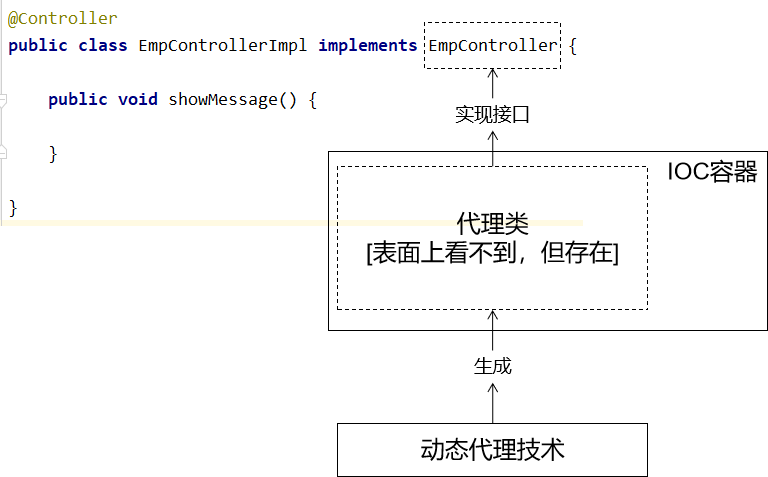 @Controller
public class EmpControllerImpl implements EmpController {
public void showMessage() {
}
}
实现接口
IOC容器
代理类
[表面上看不到，但存在]
生成
动态代理技术